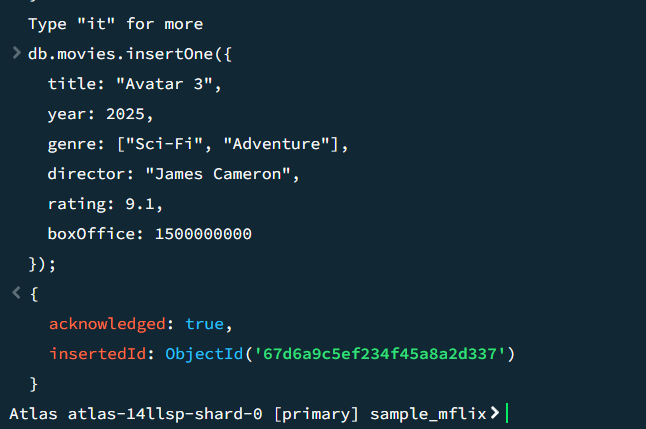 Type "it" for more
> db.movies.insertOne({
title: "Avatar 3",
year: 2025,
genre: ["Sci-Fi", "Adventure"],
director: "James Cameron",
rating: 9.1,
boxOffice: 1500000000
});
< {
acknowledged: true,
insertedId: ObjectId('67d6a9c5ef234f45a8a2d337')
}
Atlas atlas-14llsp-shard-0 [primary] sample_mflix>